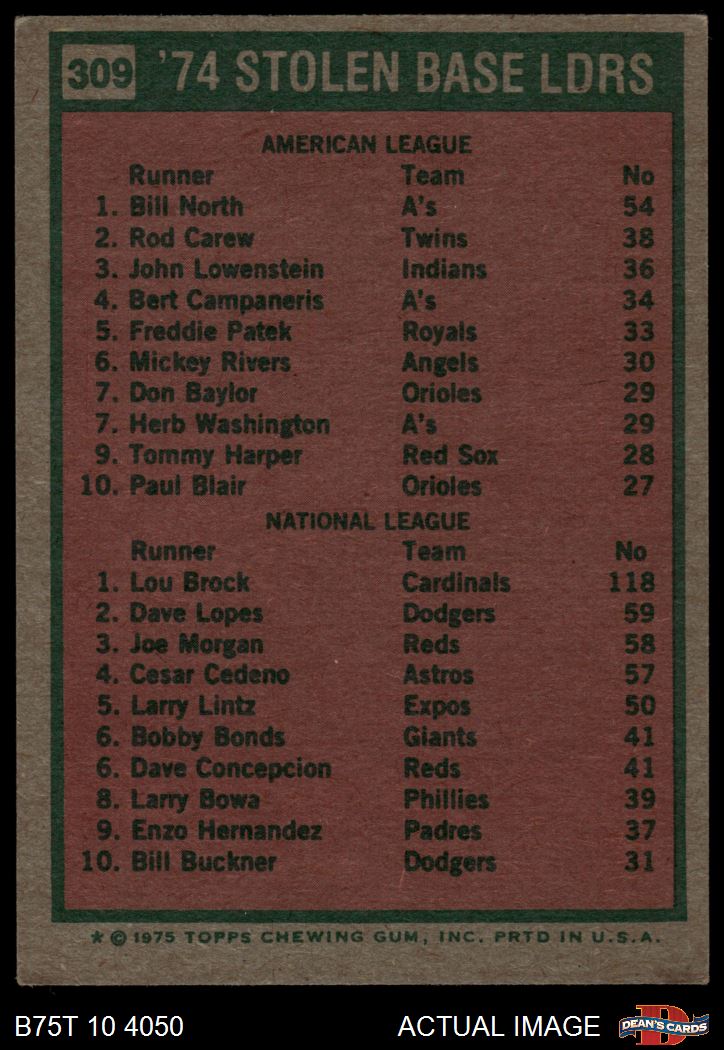 309 '74 STOLEN BASE LDRS
AMERICAN LEAGUE
Runner Team No
1. Bill North A's 54
2. Rod Carew Twins 38
3. John Lowenstein Indians 36
4. Bert Campaneris A's 34
5. Freddie Patek Royals 33
6. Mickey Rivers Angels 30
7. Don Baylor Orioles 29
7. Herb Washington A's 29
9. Tommy Harper Red Sox 28
10. Paul Blair Orioles 27
NATIONAL LEAGUE
Runner Team No
1. Lou Brock Cardinals 118
2. Dave Lopes Dodgers 59
3. Joe Morgan Reds 58
4. Cesar Cedeno Astros 57
5. Larry Lintz Expos 50
6. Bobby Bonds Giants 41
6. Dave Concepcion Reds 41
8. Larry Bowa Phillies 39
9. Enzo Hernandez Padres 37
10. Bill Buckner Dodgers 31
* © 1975 TOPPS CHEWING GUM, INC. PRTD IN U.S.A.
B75T 10 4050 ACTUAL IMAGE D DEAN'S CARDS